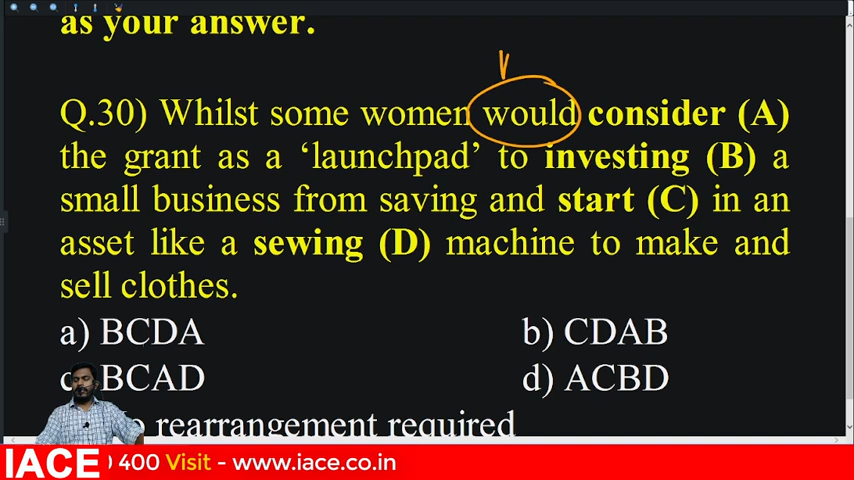 as your answer.
Q.30) Whilst some women would consider (A)
the grant as a ‘launchpad’ to investing (B) a
small business from saving and start (C) in an
asset like a sewing (D) machine to make and
sell clothes.
a) BCDA b) CDAB
BCAD d) ACBD
rearrangement required
IACE 400 Visit - www.iace.co.in